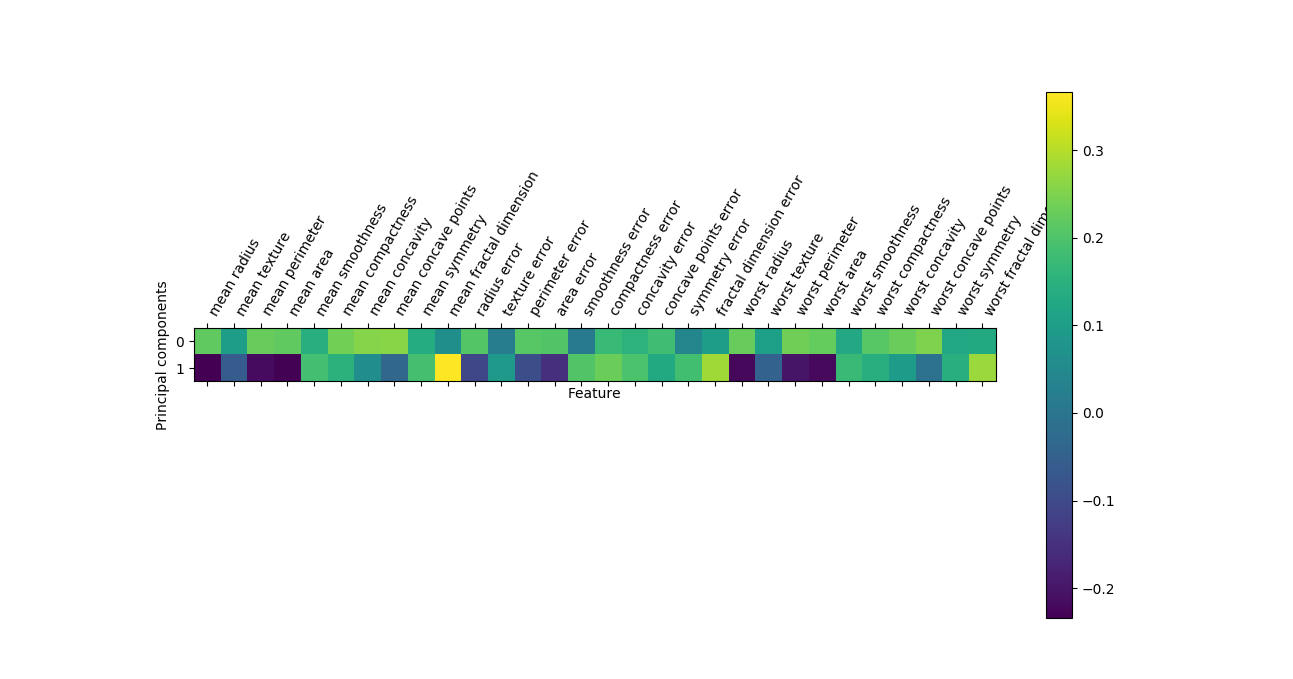 mean radius
mean texture
mean perimeter
mean area
mean smoothness
mean compactness
mean concavity
mean concave points
mean symmetry
mean fractal dimension
radius error
texture error
perimeter error
area error
smoothness error
compactness error
concavity error
concave points error
symmetry error
fractal dimension error
worst radius
worst texture
worst perimeter
worst area
worst smoothness
worst compactness
worst concavity
worst concave points
worst symmetry
worst fractal
Principal components
0
1
Feature
0.3
0.2
0.1
0.0
−0.1
−0.2